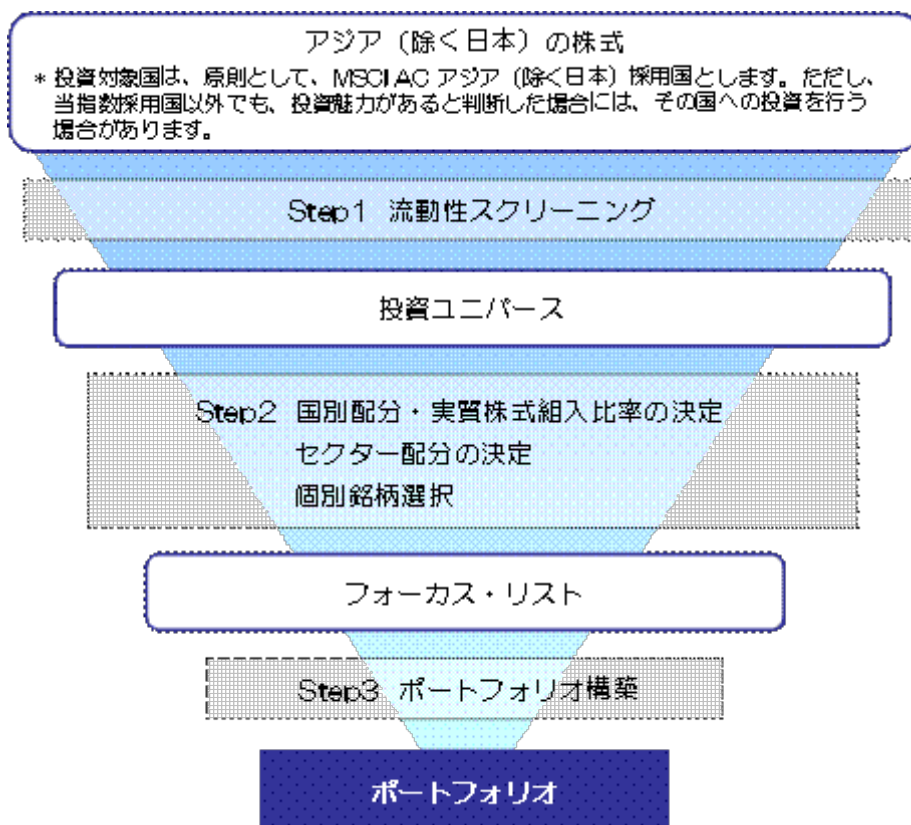 アジア（除く日本）の株式
* 投資対象国は、原則として、MSCI AC アジア（除く日本）採用国とします。ただし、
当指数採用国以外でも、投資魅力があると判断した場合には、その国への投資を行う
場合があります。
Step1 流動性スクリーニング
投資ユニバース
Step2 国別配分・実質株式組入比率の決定
セクター配分の決定
個別銘柄選択
フォーカス・リスト
Step3 ポートフォリオ構築
ポートフォリオ